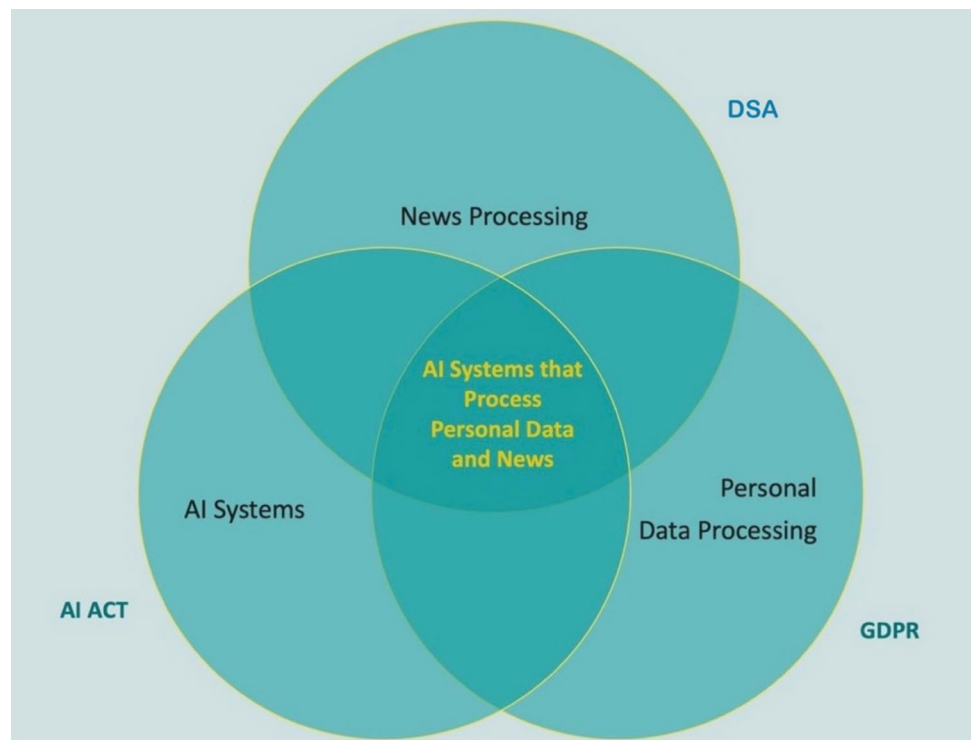 DSA
News Processing
AI Systems that
Process
Personal Data
and News
AI Systems
Personal
Data Processing
AI ACT
GDPR